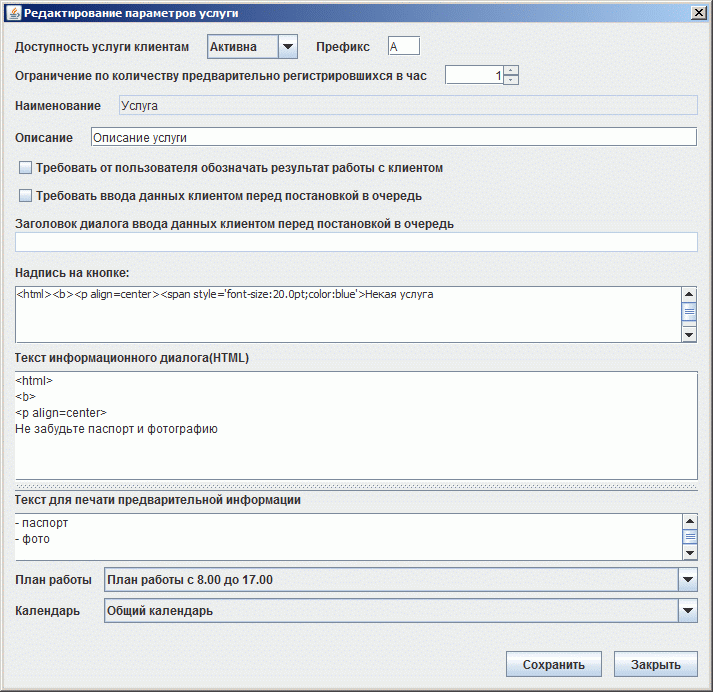 Редактирование параметров услуги
Доступность услуги клиентам Активна Префикс A
Ограничение по количеству предварительно регистрировшихся в час 1
Наименование Услуга
Описание Описание услуги
Требовать от пользователя обозначать результат работы с клиентом
Требовать ввода данных клиентом перед постановкой в очередь
Заголовок диалога ввода данных клиентом перед постановкой в очередь
Надпись на кнопке:
<html><b><p align=center><span style='font-size:20.0pt;color:blue'>Некая услуга
Текст информационного диалога(HTML)
<html>
<b>
<p align=center>
Не забудьте паспорт и фотографию
Текст для печати предварительной информации
- паспорт
- фото
План работы План работы с 8.00 до 17.00
Календарь Общий календарь
Сохранить Закрыть